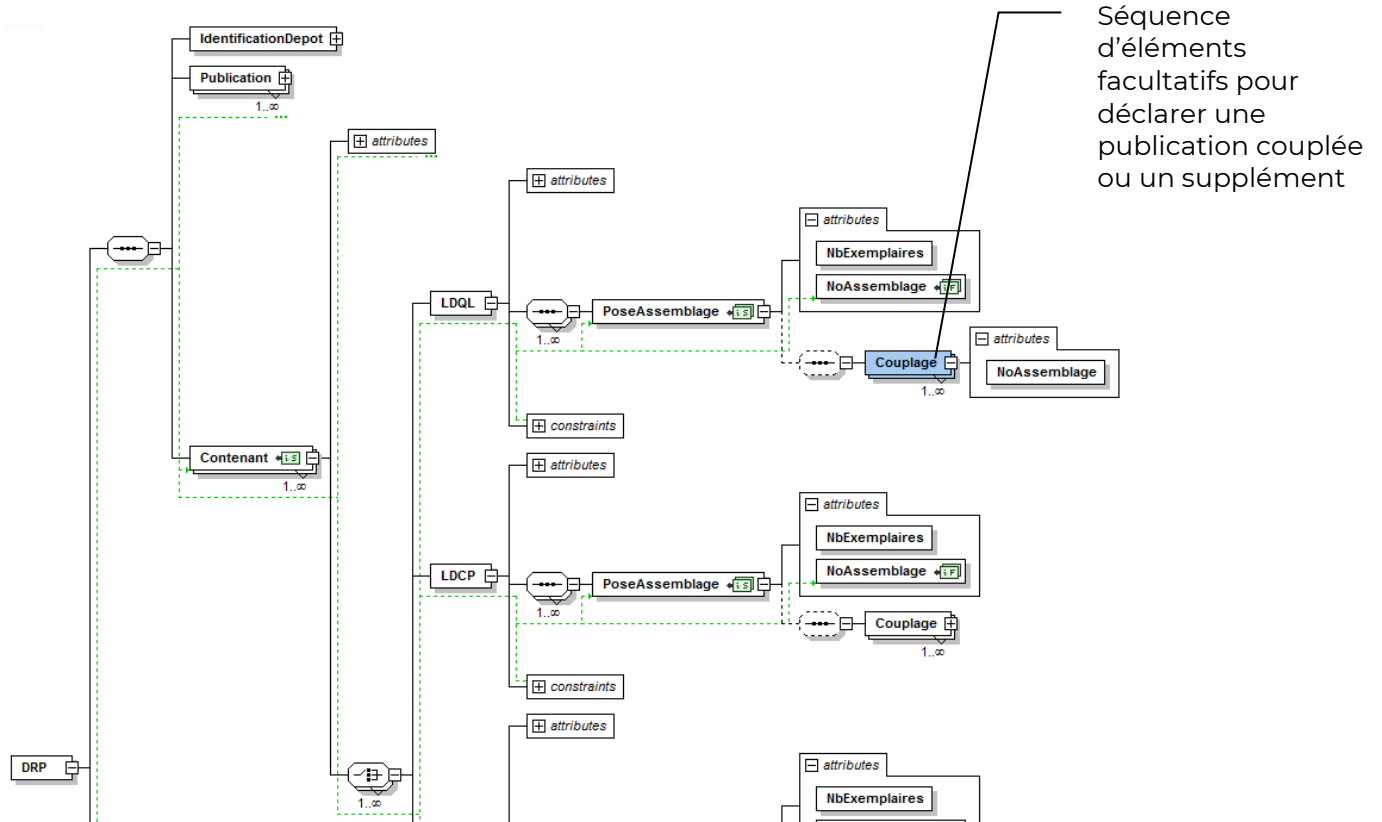 Séquence
d’éléments
facultatifs pour
déclarer une
publication couplée
ou un supplément
IdentificationDepot
Publication
1..∞
attributes
attributes
attributes
NbExemplaires
NoAssemblage
LDQL
PoseAssemblage
1..∞
attributes
Couplage
NoAssemblage
1..∞
constraints
Contenant
1..∞
attributes
attributes
NbExemplaires
NoAssemblage
LDCP
PoseAssemblage
1..∞
Couplage
1..∞
constraints
attributes
DRP
attributes
1..∞
NbExemplaires